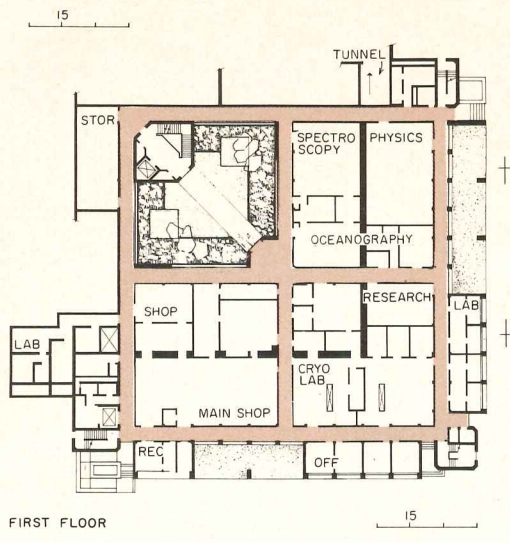 15
TUNNEL
STOR
SPECTRO
SCOPY
PHYSICS
OCEANOGRAPHY
SHOP
RESEARCH
LAB
LAB
CRYO
LAB
MAIN SHOP
REC
OFF
FIRST FLOOR
15